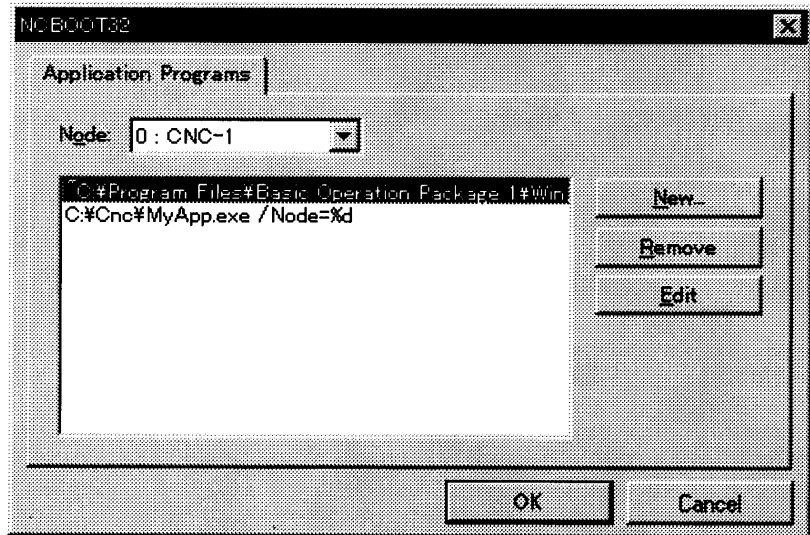 NCBOOT32
Application Programs
Node: 0 : CNC-1
"C:¥Program Files¥Basic Operation Package 1¥Win
C:¥Cnc¥MyApp.exe /Node=%d
New...
Remove
Edit
OK
Cancel